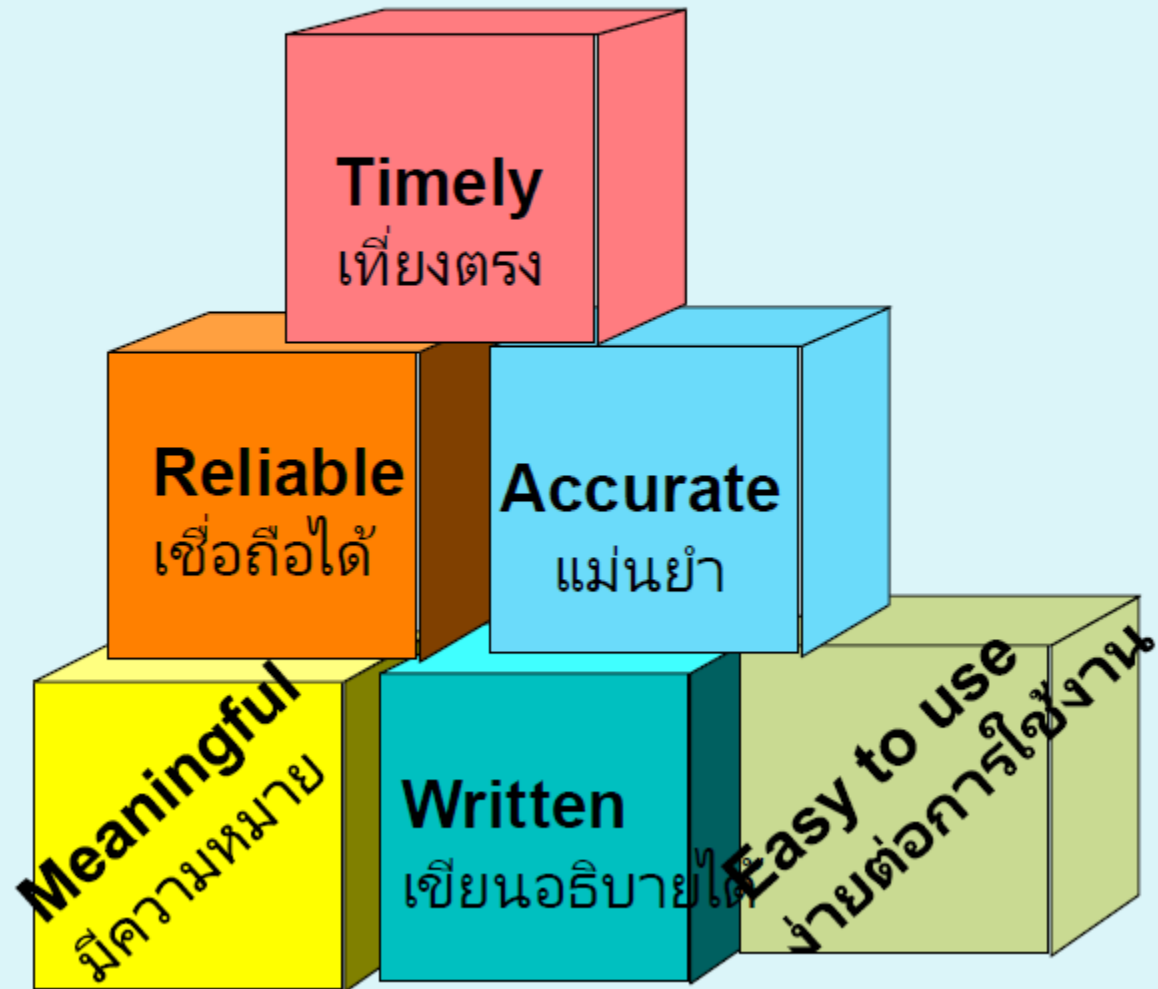 Timely
เที่ยงตรง
Reliable
เชื่อถือได้
Accurate
แม่นยำ
Meaningful
มีความหมาย
Written
เขียนอธิบายได้
Easy to use
ง่ายต่อการใช้งาน